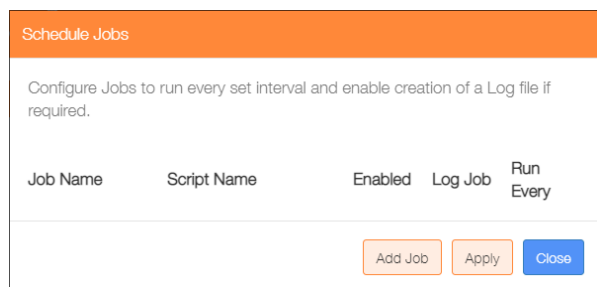 Schedule Jobs
Configure Jobs to run every set interval and enable creation of a Log file if
required.
Job Name Script Name Enabled Log Job Run Every
Add Job Apply Close